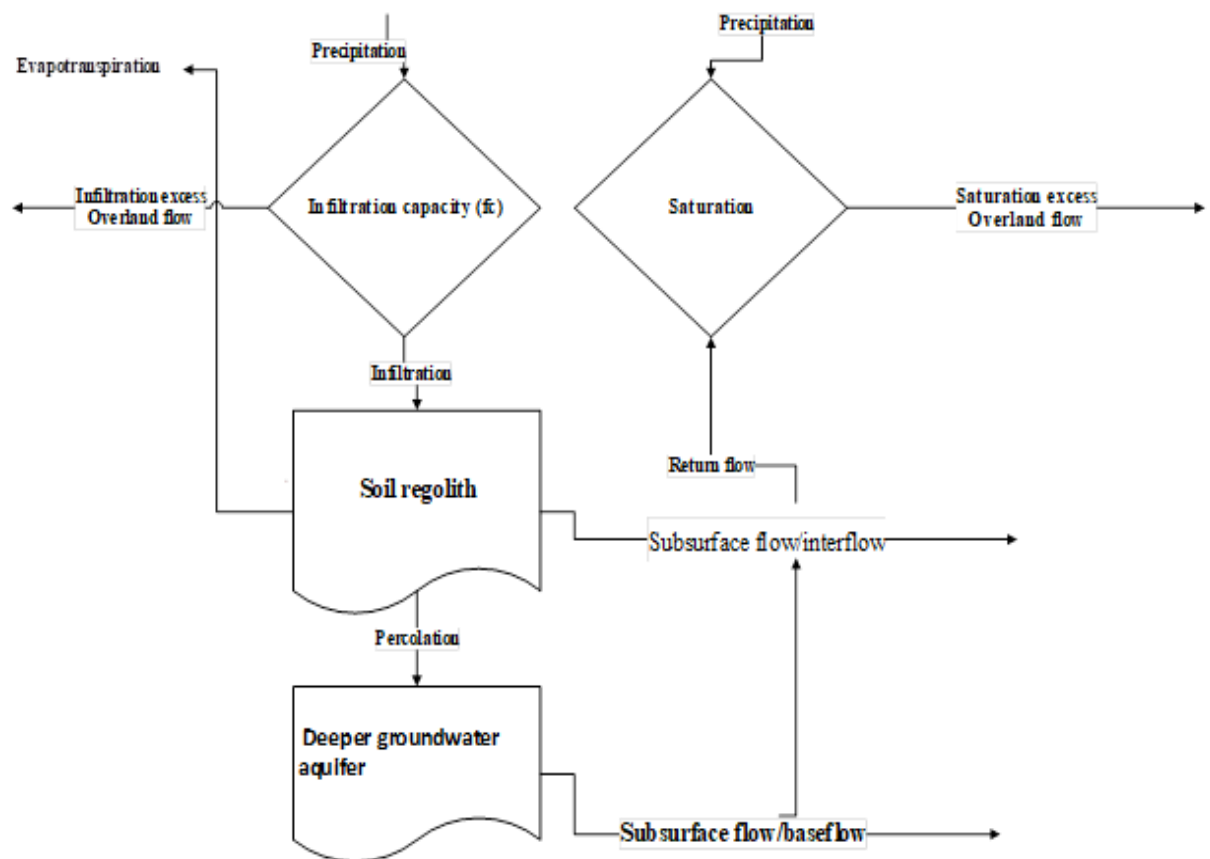 Precipitation
Precipitation
Evapotranspiration
Infiltration excess
Overland flow
Infiltration capacity (fc)
Saturation
Saturation excess
Overland flow
Infiltration
Return flow
Soil regolith
Subsurface flow/interflow
Percolation
Deeper groundwater
aquifer
Subsurface flow/baseflow